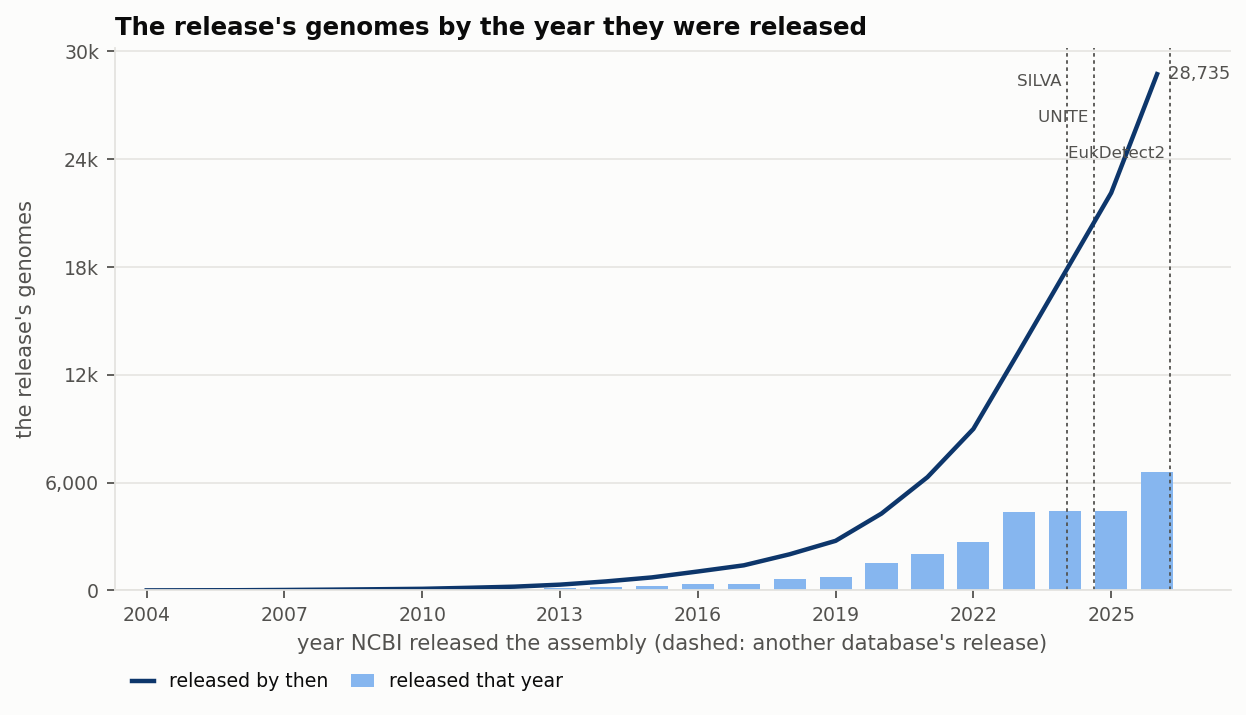 The release's genomes by the year they were released
30k
24k
18k
12k
6,000
0
the release's genomes
SILVA
UNITE
EukDetect2
28,735
2004
2007
2010
2013
2016
2019
2022
2025
year NCBI released the assembly (dashed: another database's release)
released by then
released that year